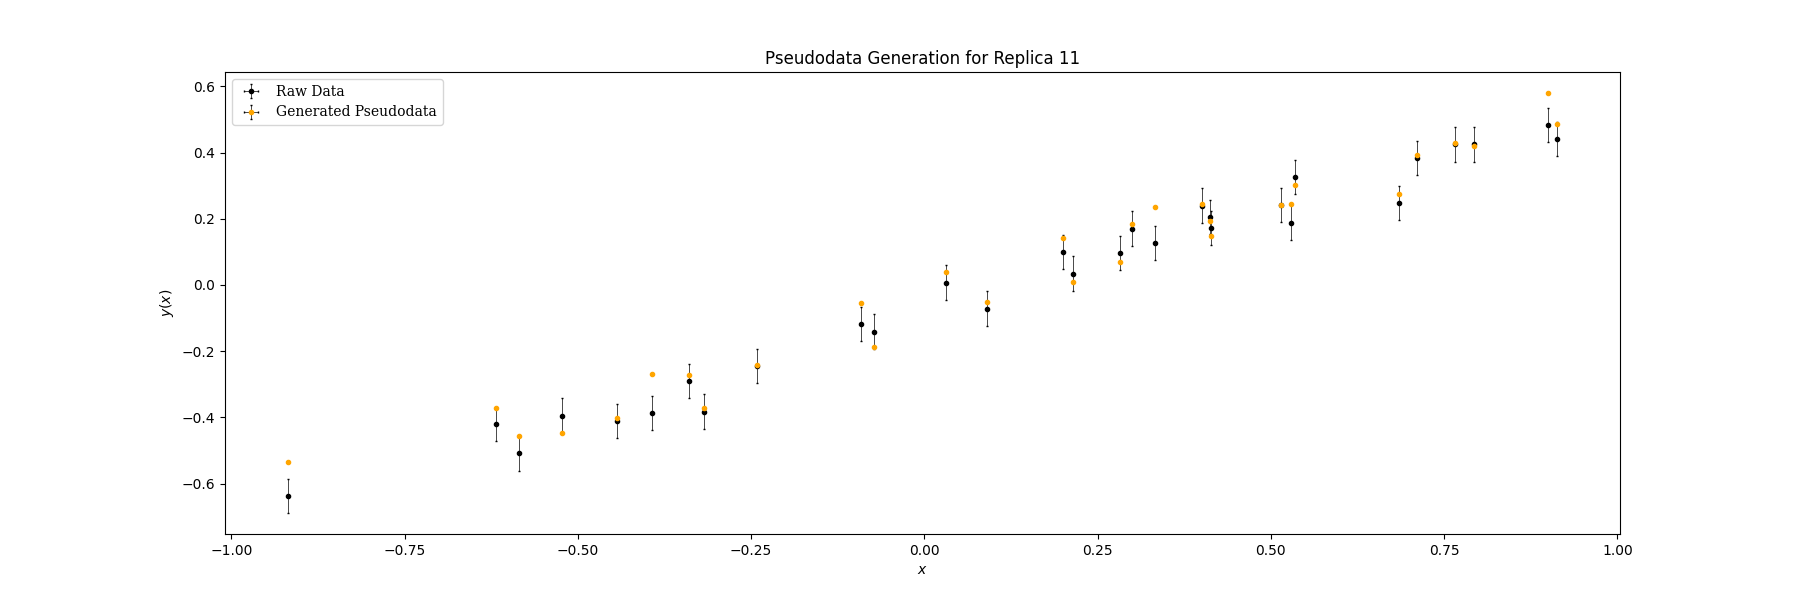 Pseudodata Generation for Replica 11
Raw Data
Generated Pseudodata
0.6
0.4
0.2
0.0
−0.2
−0.4
−0.6
y(x)
−1.00 −0.75 −0.50 −0.25 0.00 0.25 0.50 0.75 1.00
x